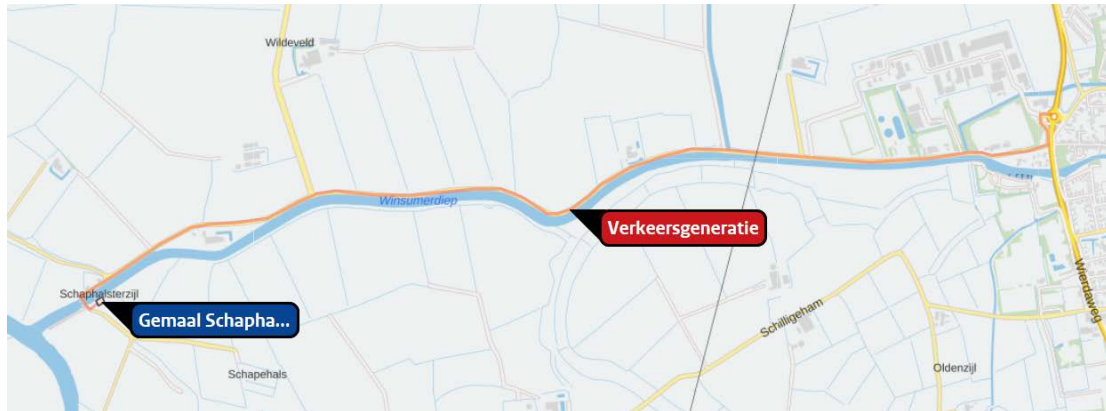 Wildeveld
Winsumerdiep
Verkeersgeneratie
Schaphalsterzijl
Gemaal Schapha...
Schapehals
Schilligeham
Wierdaweg
Oldenzijl